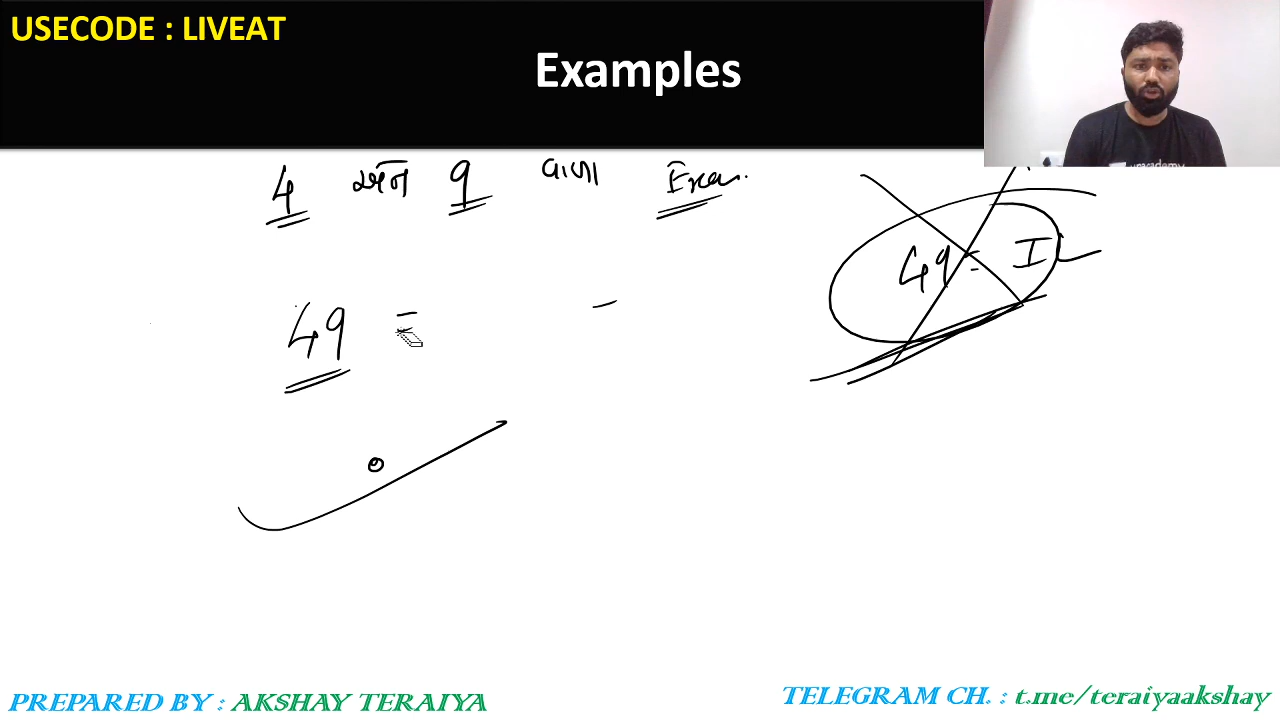 USECODE : LIVEAT
Examples
4 અને 9 વાળા Exam.
49 = IL
49 =
PREPARED BY : AKSHAY TERAIYA
TELEGRAM CH. : t.me/teraiyaakshay